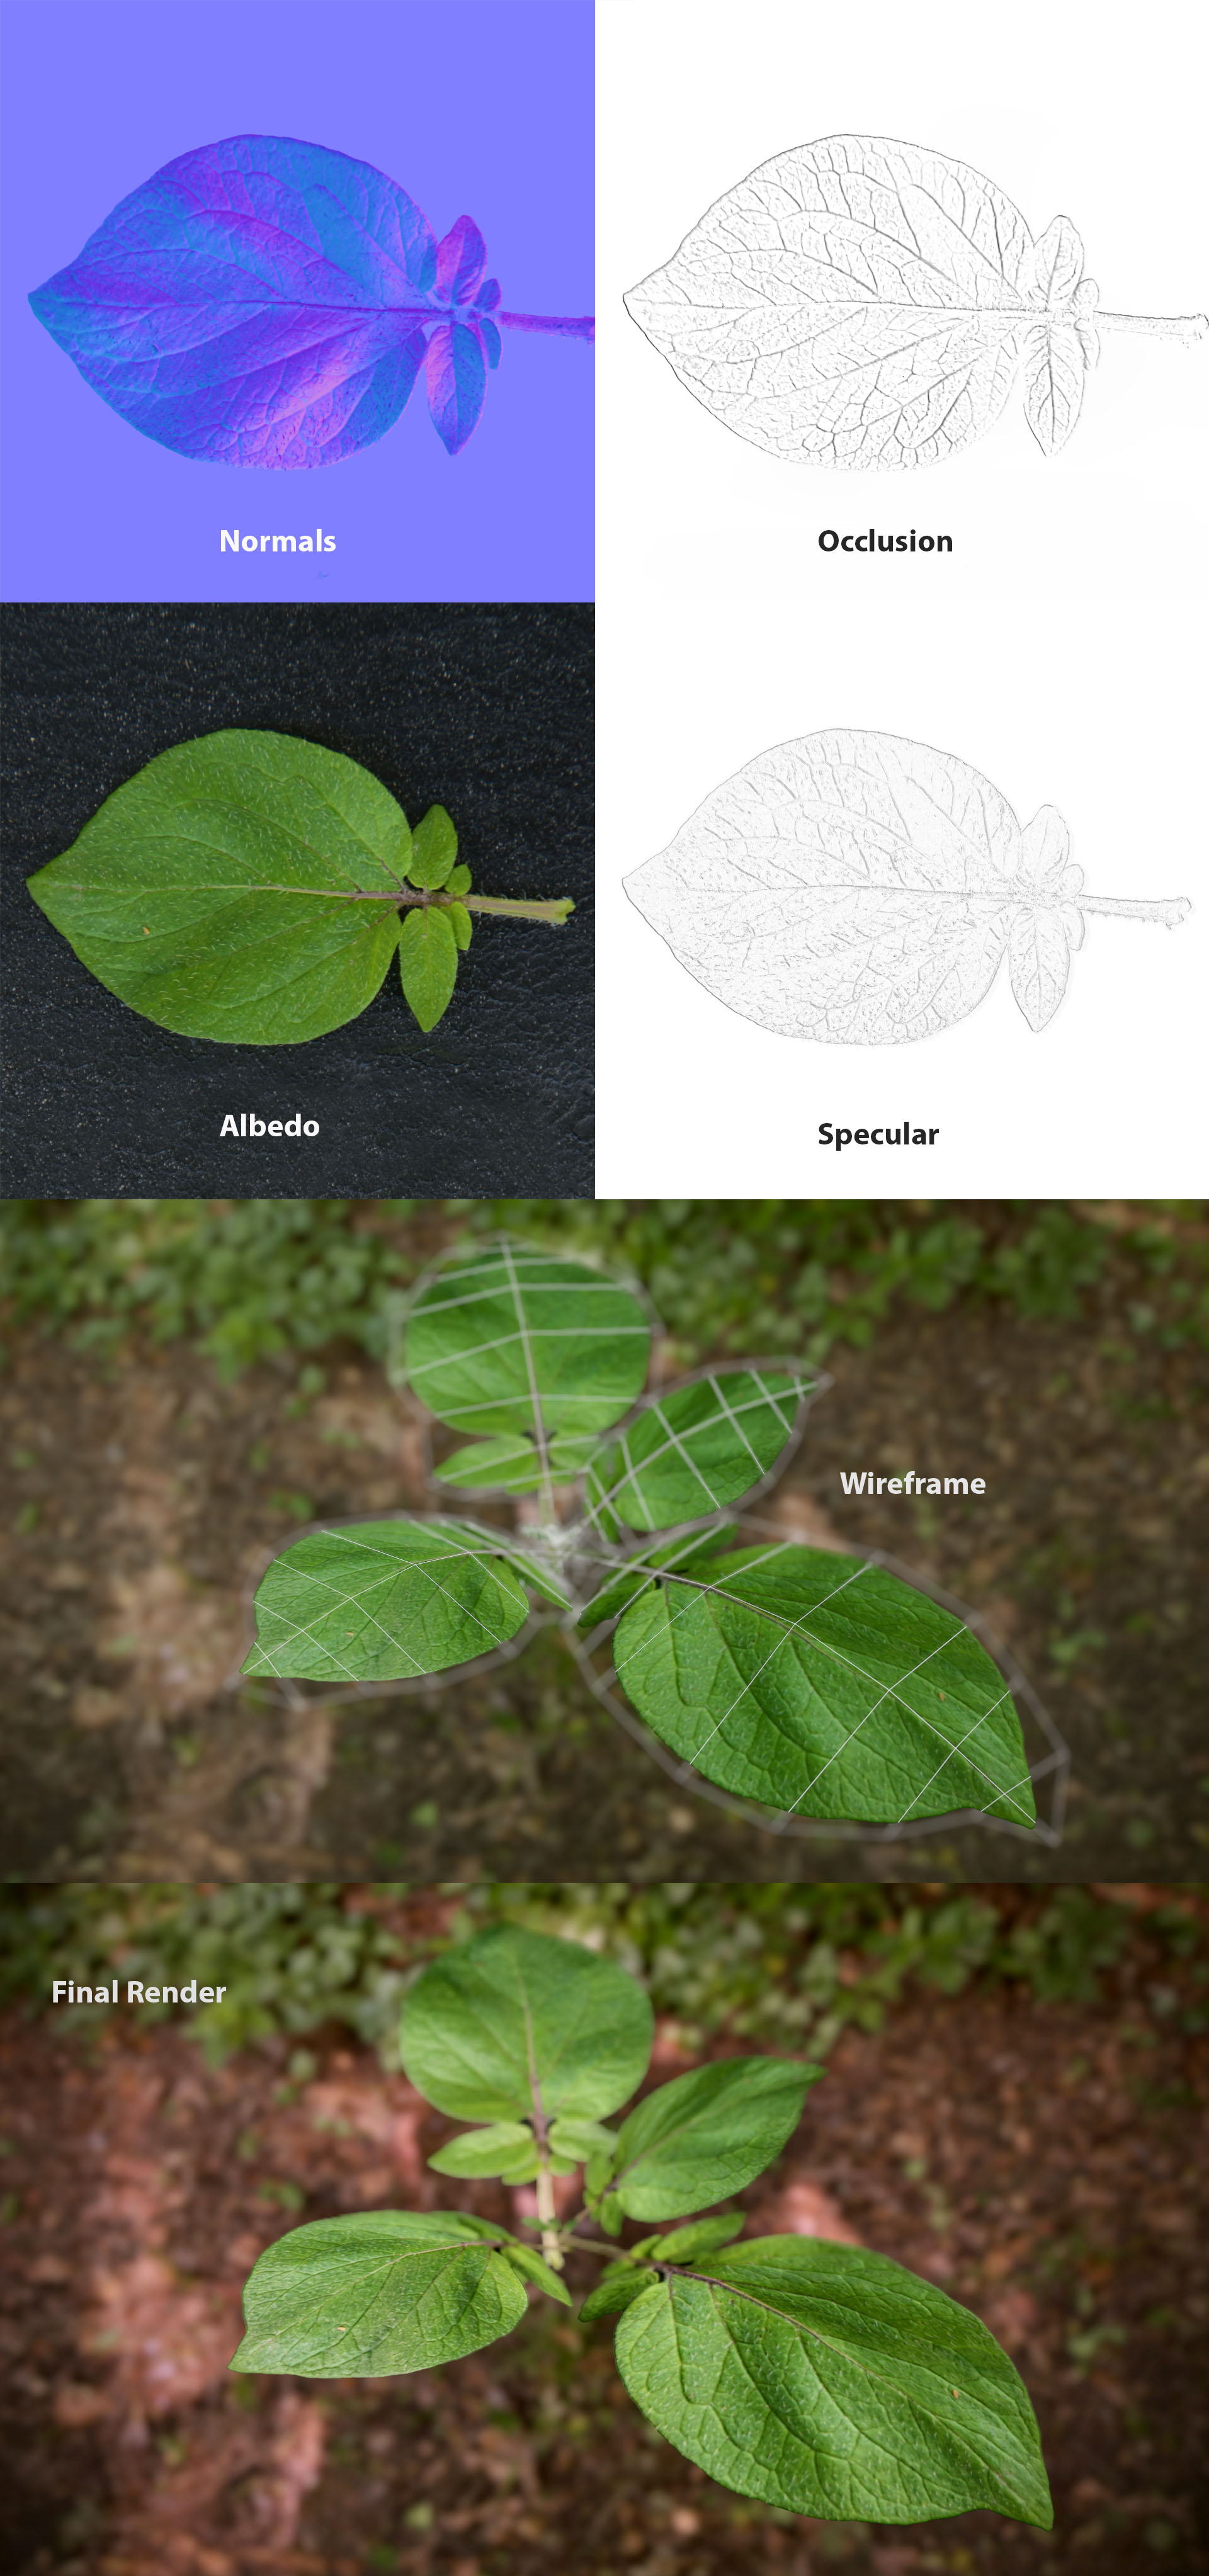 Normals
Occlusion
Albedo
Specular
Wireframe
Final Render